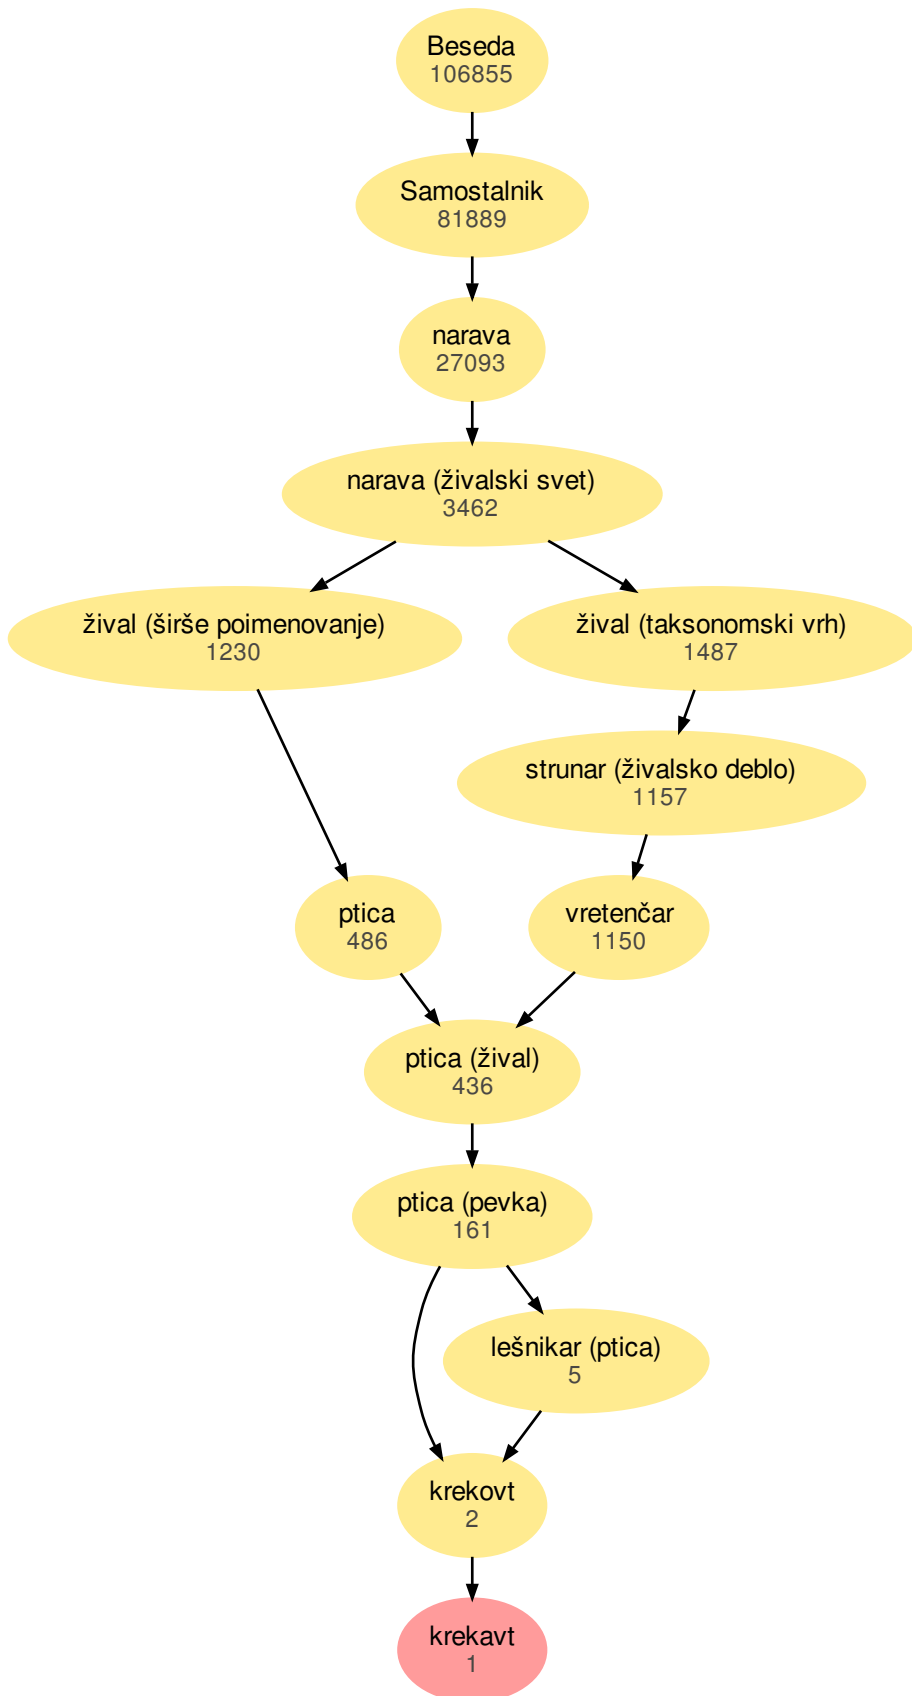 Beseda
106855
Samostalnik
81889
narava
27093
narava (živalski svet)
3462
žival (širše poimenovanje)
1230
žival (taksonomski vrh)
1487
strunar (živalsko deblo)
1157
ptica
486
vretenčar
1150
ptica (žival)
436
ptica (pevka)
161
lešnikar (ptica)
5
krekovt
2
krekavt
1